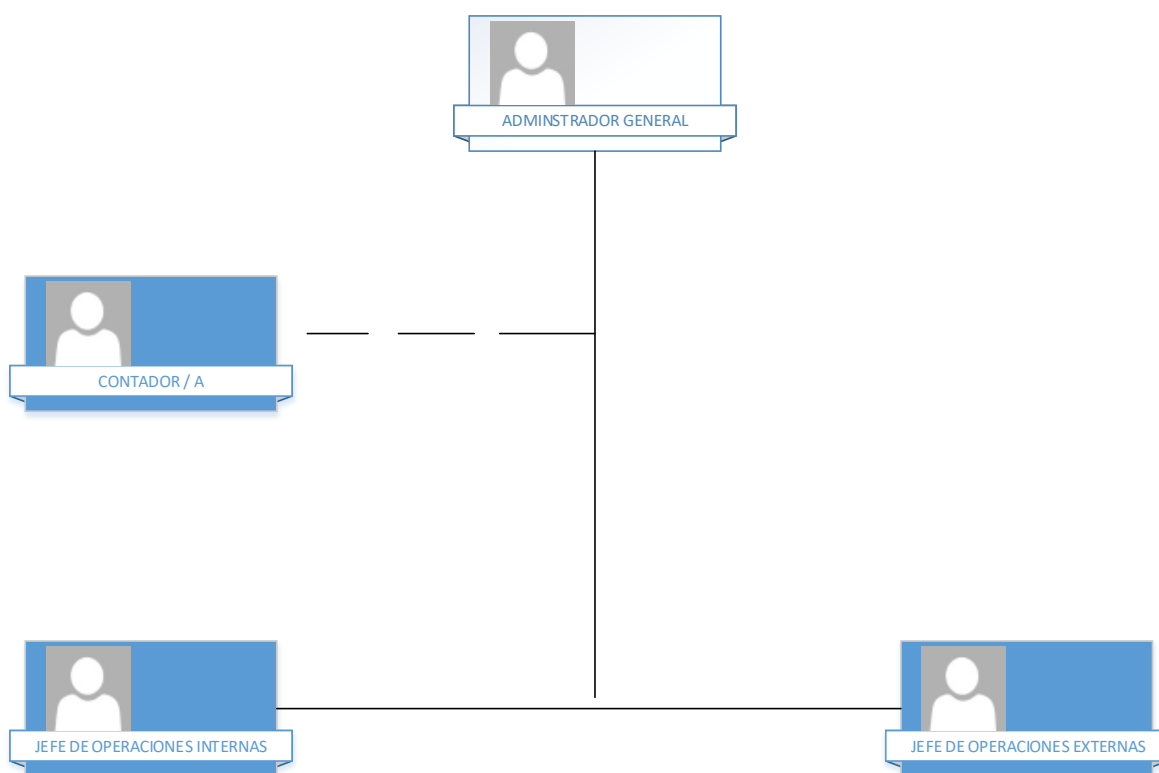 ADMINSTRADOR GENERAL
CONTADOR / A
JEFE DE OPERACIONES INTERNAS
JEFE DE OPERACIONES EXTERNAS